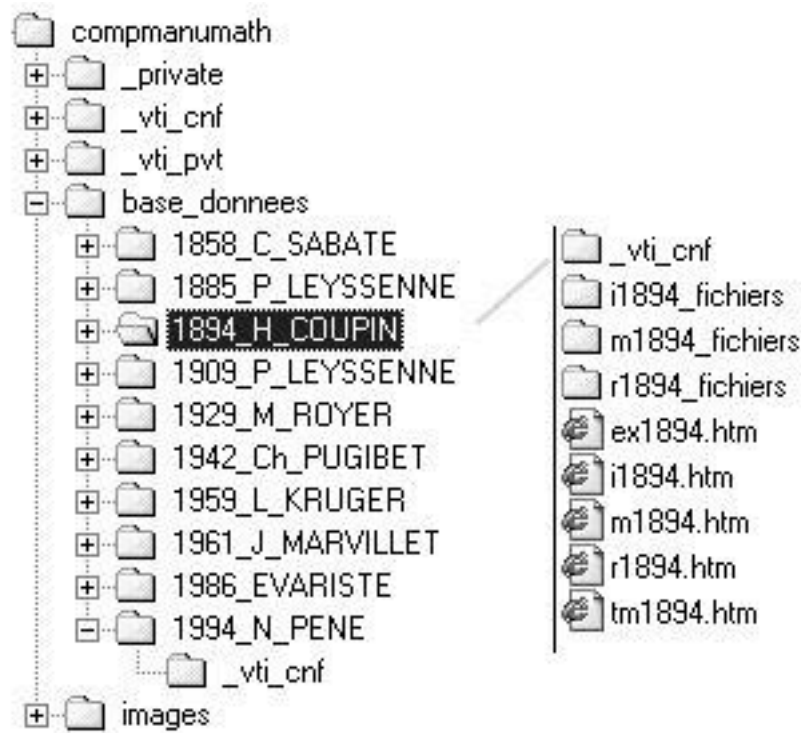 compmanumath
_private
_vti_cnf
_vti_pvt
base_donnees
1858_C_SABATE
1885_P_LEYSSENNE
1894_H_COUPIN
1909_P_LEYSSENNE
1929_M_ROYER
1942_Ch_PUGIBET
1959_L_KRUGER
1961_J_MARVILLET
1986_EVARISTE
1994_N_PENE
_vti_cnf
images
_vti_cnf
i1894_fichiers
m1894_fichiers
r1894_fichiers
ex1894.htm
i1894.htm
m1894.htm
r1894.htm
tm1894.htm